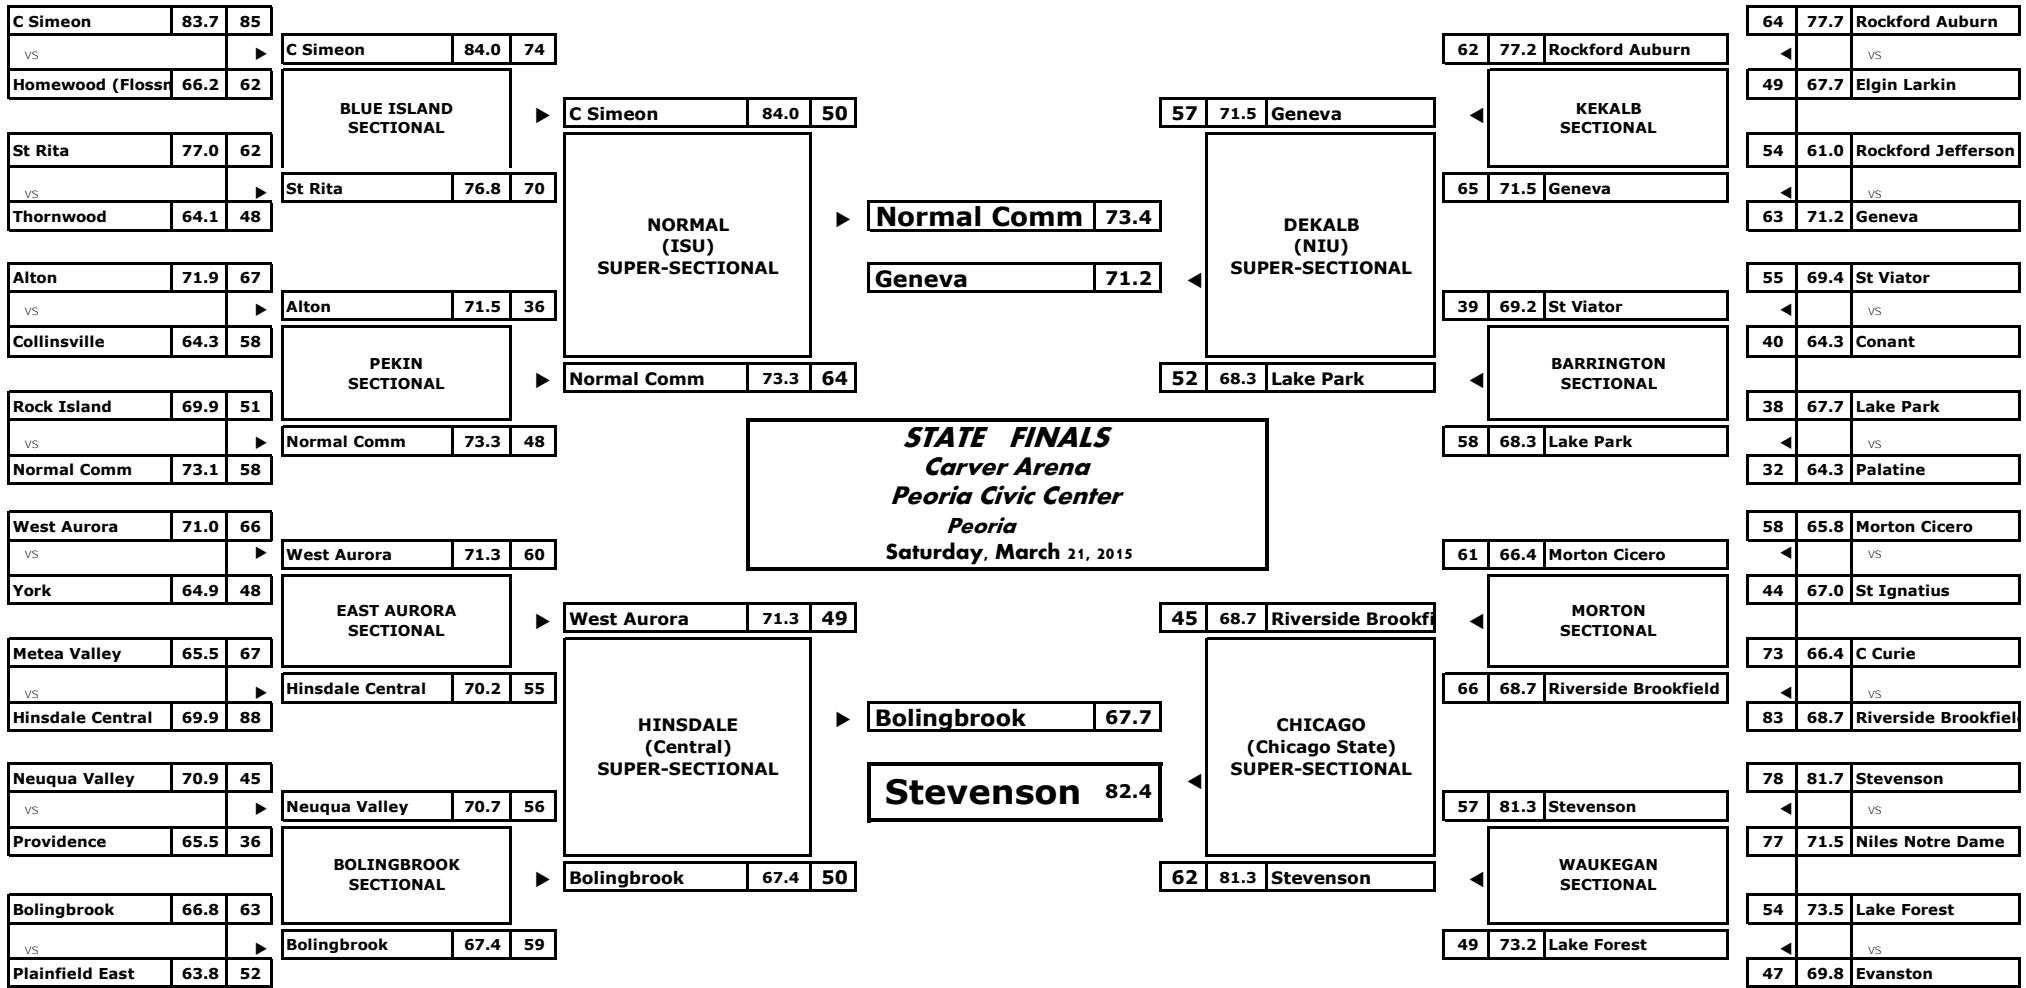 C Simeon 83.7 85
vs
Homewood (Flossn 66.2 62
St Rita 77.0 62
vs
Thornwood 64.1 48
Alton 71.9 67
vs
Collinsville 64.3 58
Rock Island 69.9 51
vs
Normal Comm 73.1 58
West Aurora 71.0 66
vs
York 64.9 48
Metea Valley 65.5 67
vs
Hinsdale Central 69.9 88
Neuqua Valley 70.9 45
vs
Providence 65.5 36
Bolingbrook 66.8 63
vs
Plainfield East 63.8 52
C Simeon 84.0 74
BLUE ISLAND
SECTIONAL
St Rita 76.8 70
Alton 71.5 36
PEKIN
SECTIONAL
Normal Comm 73.3 48
West Aurora 71.3 60
EAST AURORA
SECTIONAL
Hinsdale Central 70.2 55
Neuqua Valley 70.7 56
BOLINGBROOK
SECTIONAL
Bolingbrook 67.4 59
C Simeon 84.0 50
NORMAL
(ISU)
SUPER-SECTIONAL
Normal Comm 73.3 64
West Aurora 71.3 49
HINSDALE
(Central)
SUPER-SECTIONAL
Bolingbrook 67.4 50
Normal Comm 73.4
Geneva 71.2
STATE FINALS
Carver Arena
Peoria Civic Center
Peoria
Saturday, March 21, 2015
Bolingbrook 67.7
Stevenson 82.4
57 71.5 Geneva
DEKALB
(NIU)
SUPER-SECTIONAL
52 68.3 Lake Park
45 68.7 Riverside Brookfi
CHICAGO
(Chicago State)
SUPER-SECTIONAL
62 81.3 Stevenson
62 77.2 Rockford Auburn
KEKALB
SECTIONAL
65 71.5 Geneva
39 69.2 St Viator
BARRINGTON
SECTIONAL
58 68.3 Lake Park
61 66.4 Morton Cicero
MORTON
SECTIONAL
66 68.7 Riverside Brookfield
57 81.3 Stevenson
WAUKEGAN
SECTIONAL
49 73.2 Lake Forest
64 77.7 Rockford Auburn
vs
49 67.7 Elgin Larkin
54 61.0 Rockford Jefferson
vs
63 71.2 Geneva
55 69.4 St Viator
vs
40 64.3 Conant
38 67.7 Lake Park
vs
32 64.3 Palatine
58 65.8 Morton Cicero
vs
44 67.0 St Ignatius
73 66.4 C Curie
vs
83 68.7 Riverside Brookfiel
78 81.7 Stevenson
vs
77 71.5 Niles Notre Dame
54 73.5 Lake Forest
vs
47 69.8 Evanston